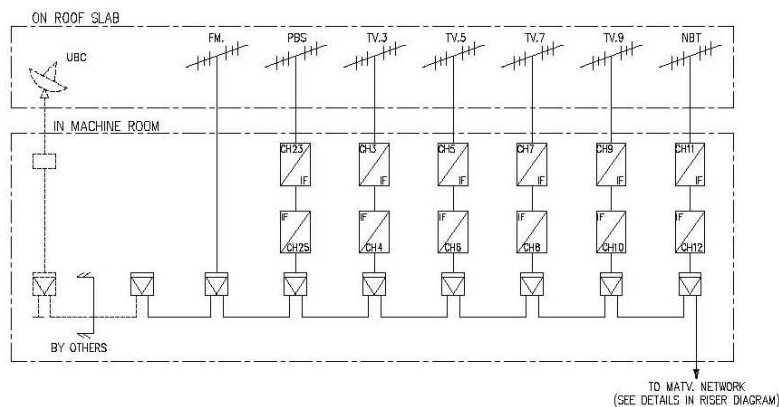 ON ROOF SLAB
UBC
FM.
PBS
TV.3
TV.5
TV.7
TV.9
NBT
IN MACHINE ROOM
CH23
IF
CH3
IF
CH5
IF
CH7
IF
CH9
IF
CH11
IF
IF
CH25
IF
CH4
IF
CH6
IF
CH8
IF
CH10
IF
CH12
BY OTHERS
TO MATV. NETWORK
(SEE DETAILS IN RISER DIAGRAM)